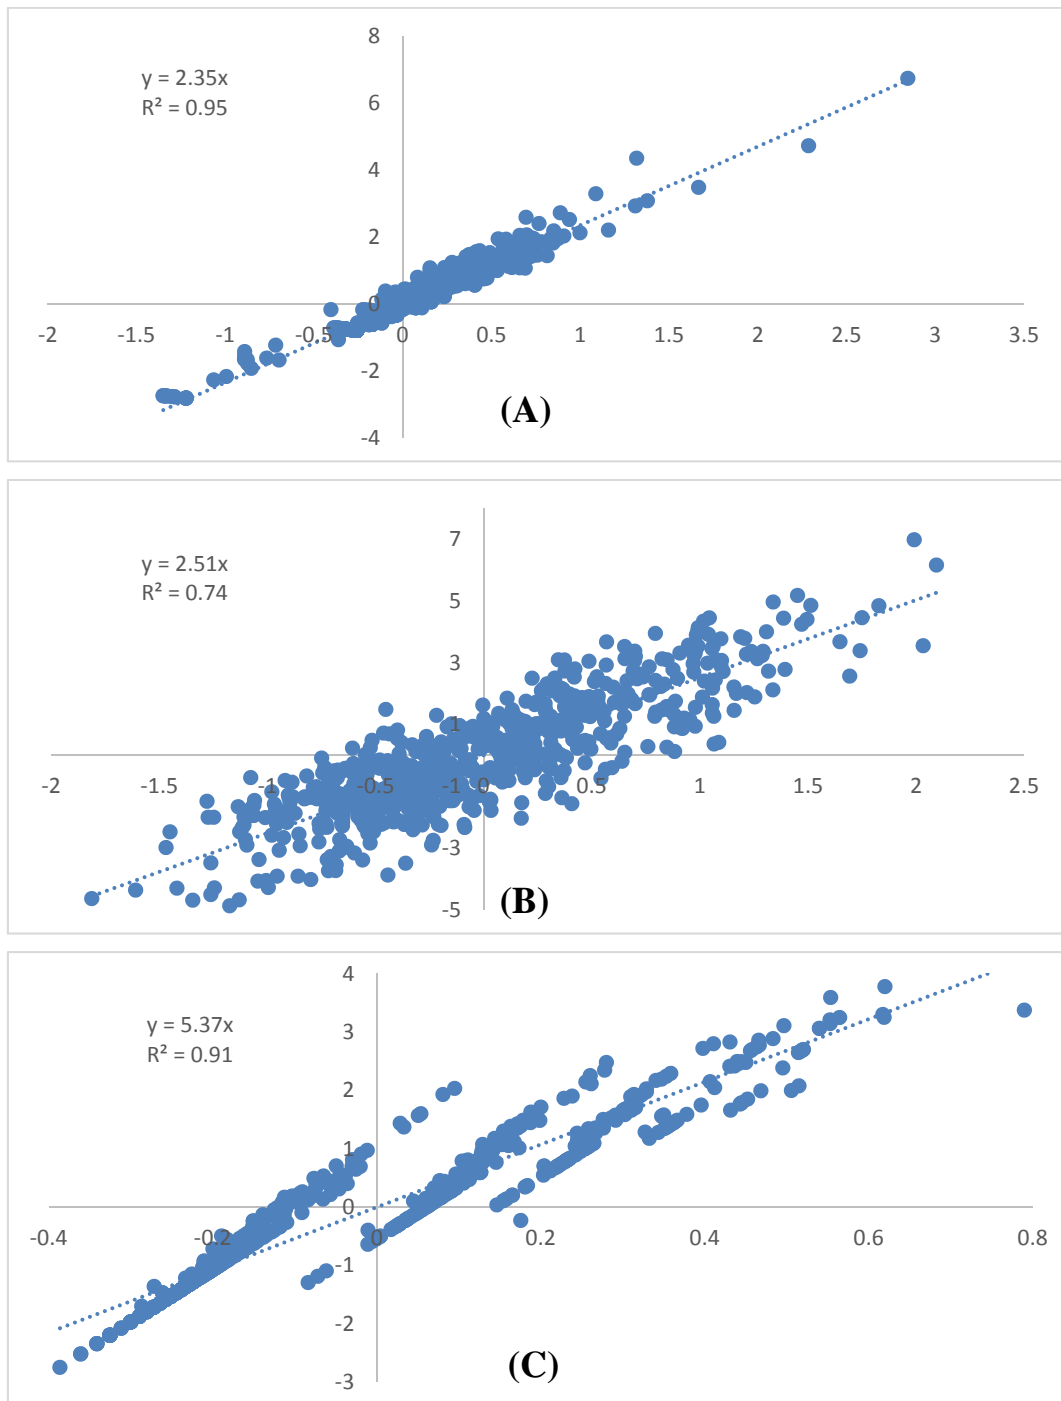 8
y = 2.35x
R² = 0.95
6
4
2
0
-2 -1.5 -1 -0.5 0 0.5 1 1.5 2 2.5 3 3.5
-2
(A)
-4
7
y = 2.51x
R² = 0.74
5
3
1
-2 -1.5 -1 -0.5 -1 0 0.5 1 1.5 2 2.5
-3
-5
(B)
4
y = 5.37x
R² = 0.91
3
2
1
0
-0.4 -0.2 0 0.2 0.4 0.6 0.8
-1
-2
(C)
-3